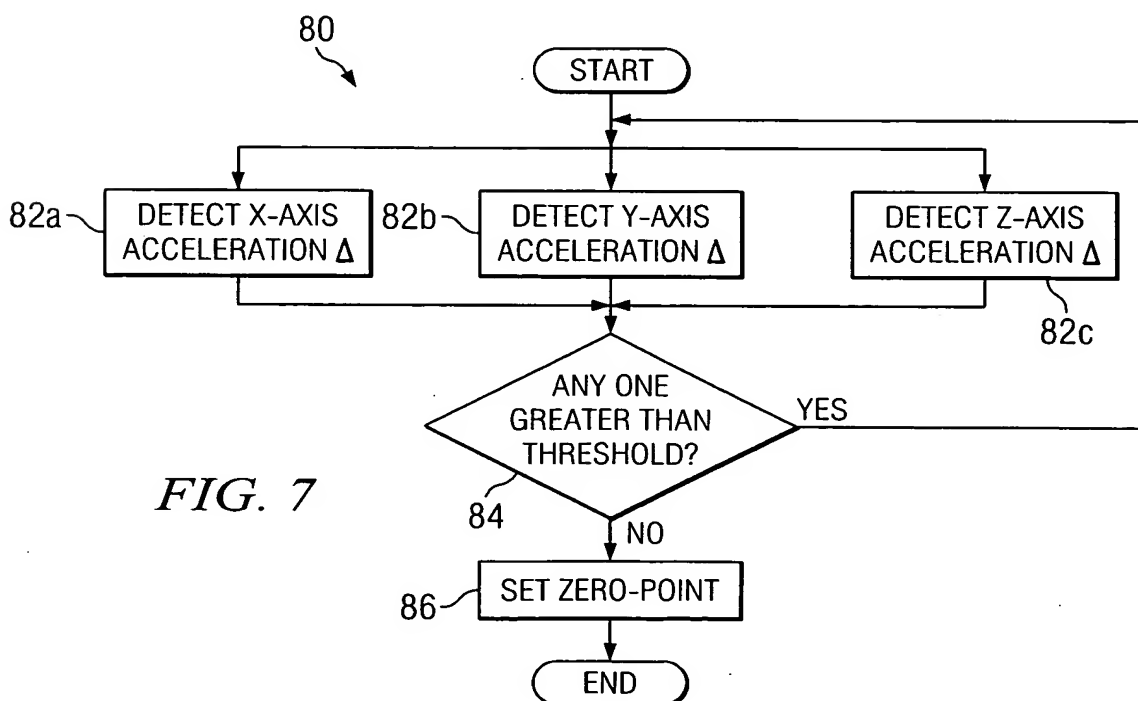 80
START
82a
DETECT X-AXIS
ACCELERATION Δ
82b
DETECT Y-AXIS
ACCELERATION Δ
DETECT Z-AXIS
ACCELERATION Δ
82c
ANY ONE
GREATER THAN
THRESHOLD?
YES
84
FIG. 7
NO
86
SET ZERO-POINT
END